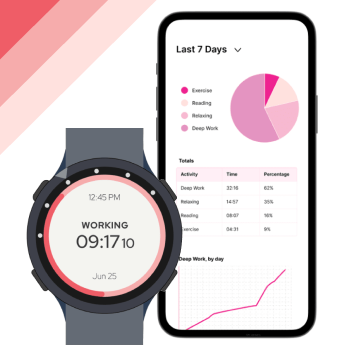 Last 7 Days
Exercise
Reading
Relaxing
Deep Work
Totals
Activity Time Percentage
Deep Work 32:16 62%
Relaxing 14:57 35%
Reading 08:07 16%
Exercise 04:31 9%
Deep Work, by day
12:45 PM
WORKING
09:17 10
Jun 25